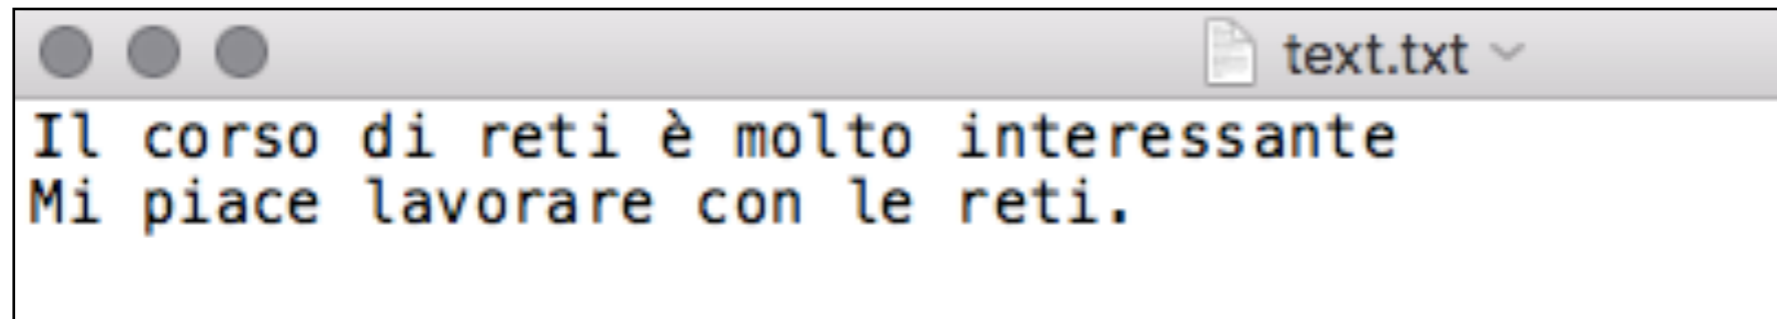 text.txt
Il corso di reti è molto interessante
Mi piace lavorare con le reti.